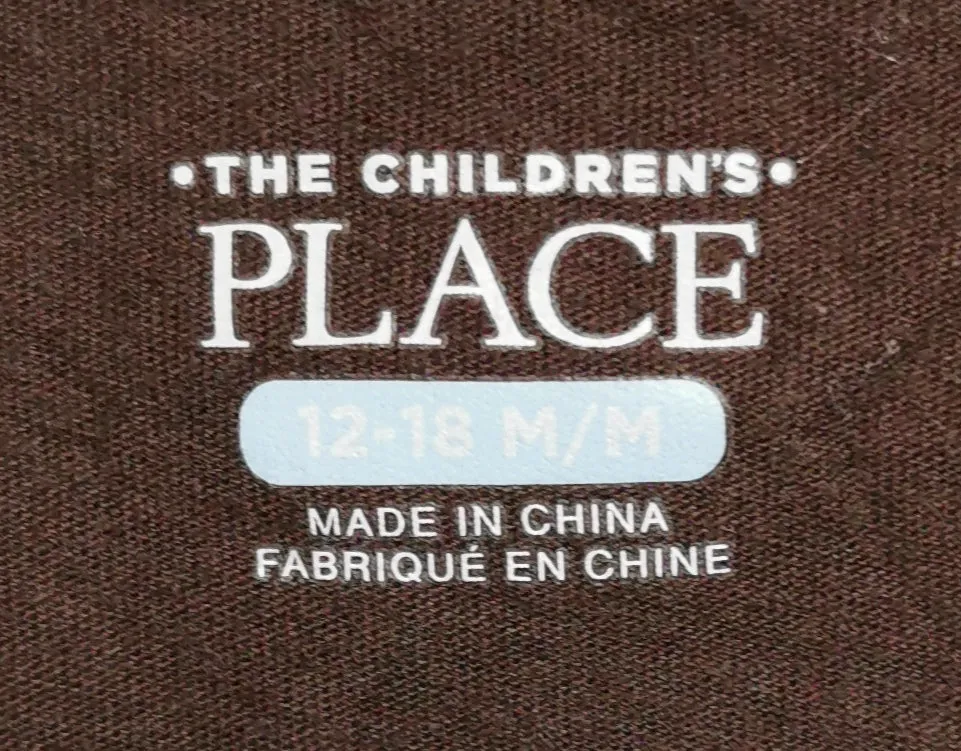 •THE CHILDREN'S•
PLACE
12-18 M/M
MADE IN CHINA
FABRIQUÉ EN CHINE